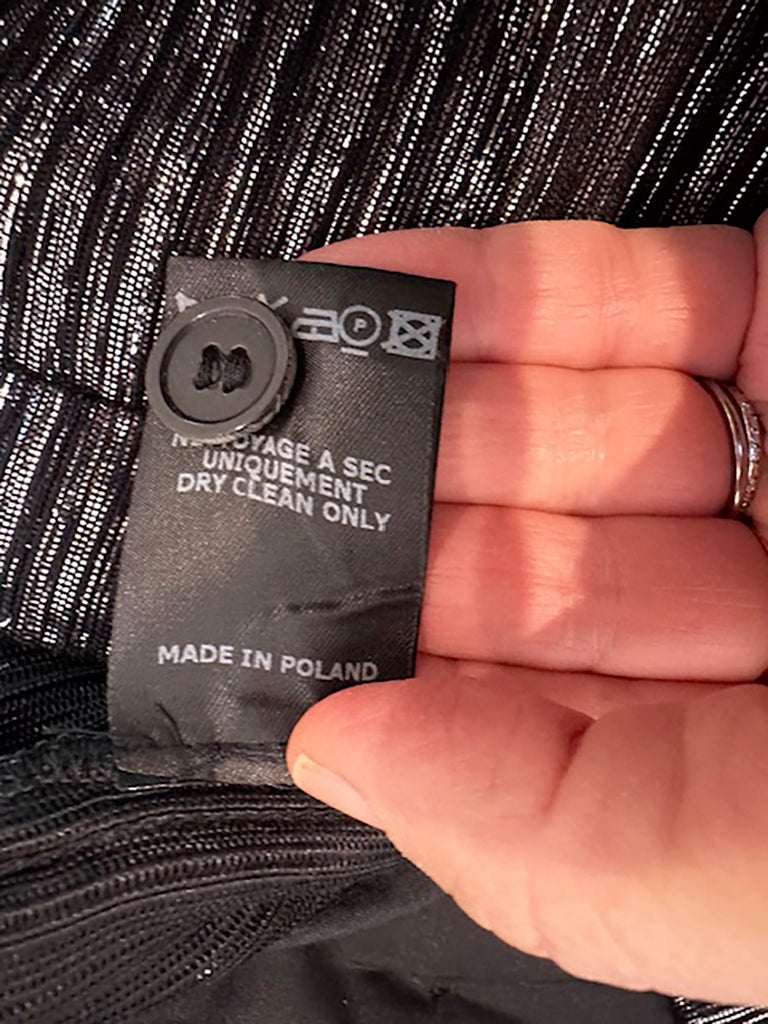 P
A SEC
UNIQUEMENT
DRY CLEAN ONLY
MADE IN POLAND